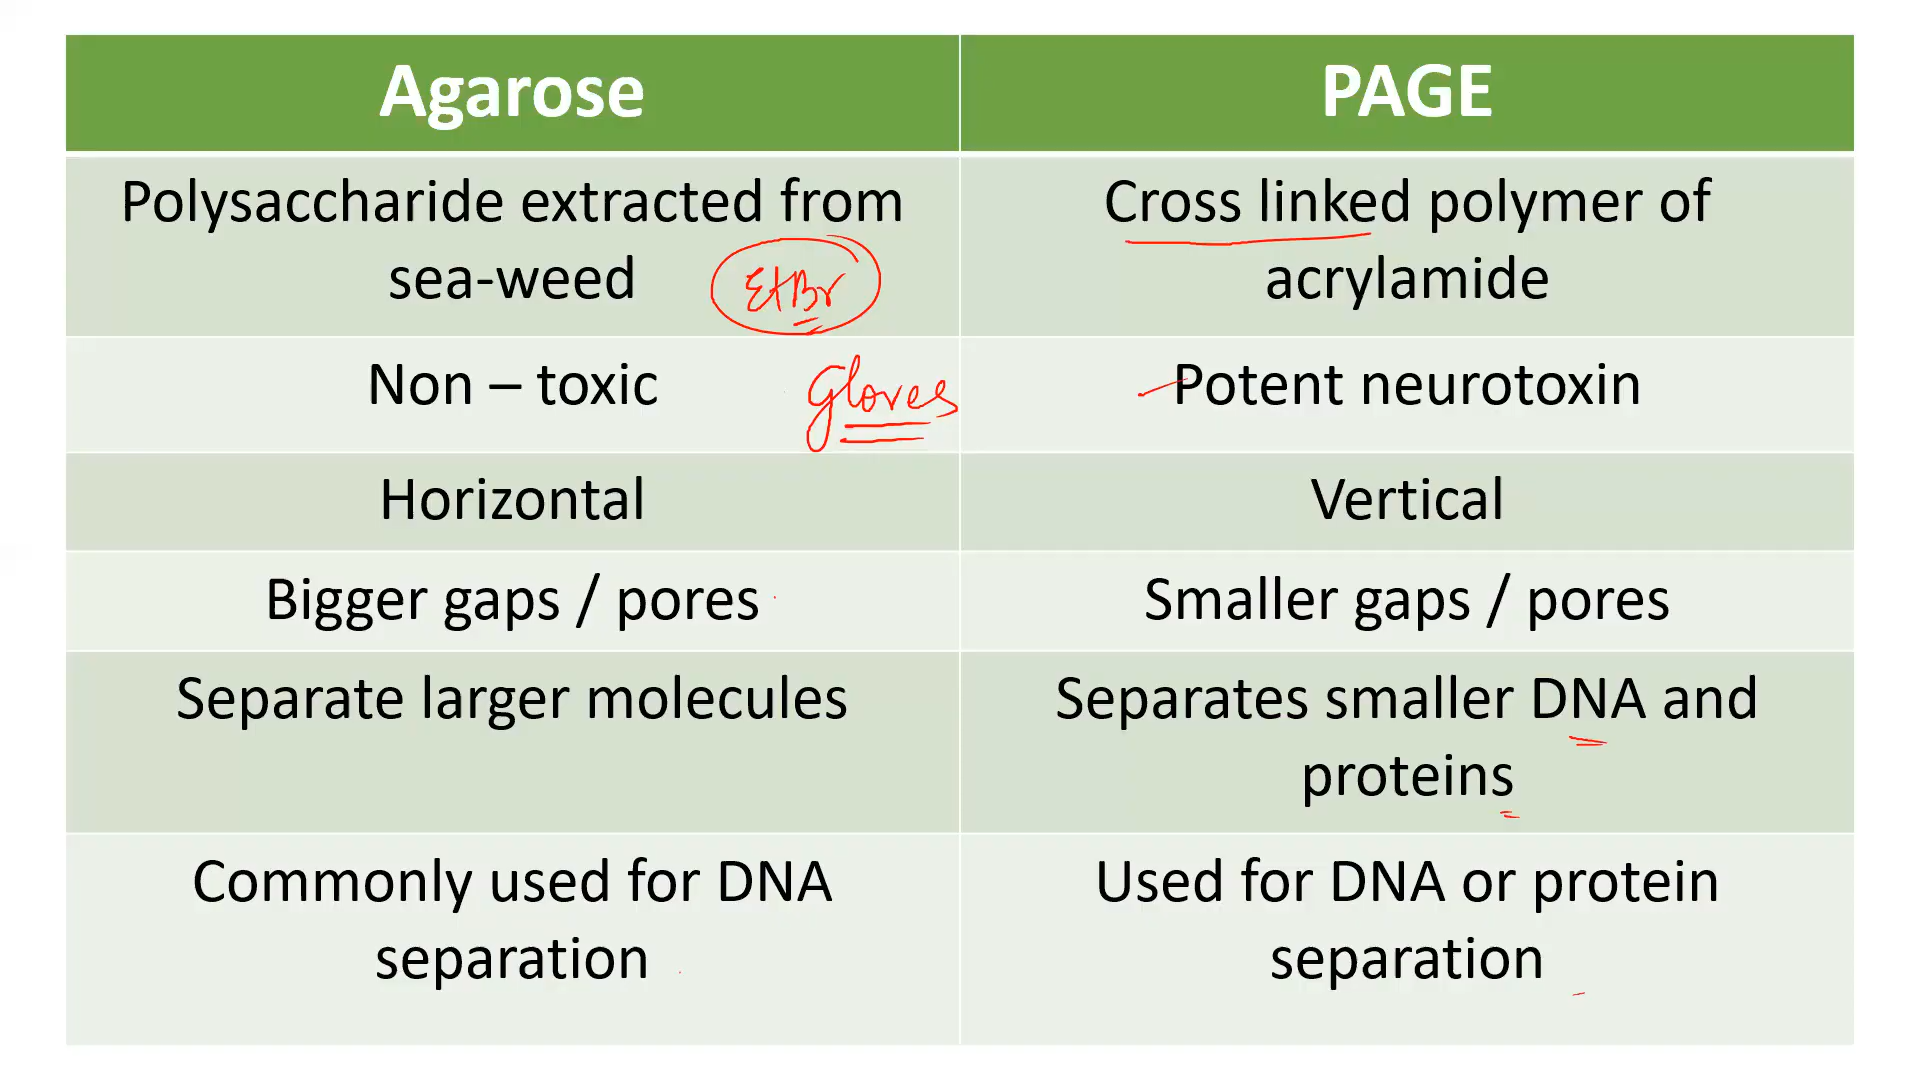 Agarose
PAGE
Polysaccharide extracted from
sea-weed
EtBr
Cross linked polymer of
acrylamide
Non – toxic
Gloves
Potent neurotoxin
Horizontal
Vertical
Bigger gaps / pores
Smaller gaps / pores
Separate larger molecules
Separates smaller DNA and
proteins
Commonly used for DNA
separation
Used for DNA or protein
separation